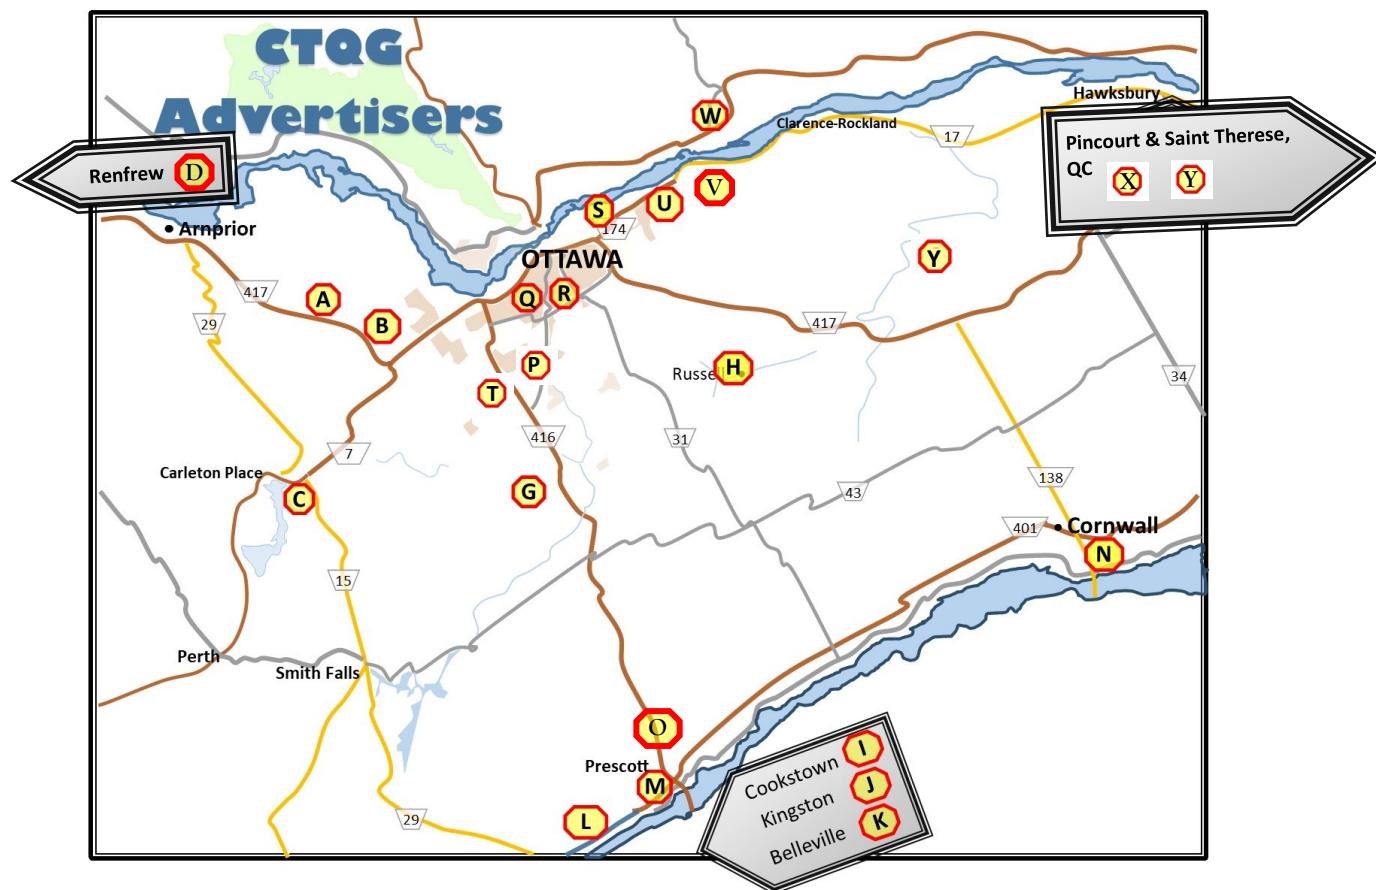 CTQG
Advertisers
W
Hawksbury
Clarence-Rockland
17
Pincourt & Saint Therese,
QC X Y
Renfrew D
V
S
U
174
Arnprior
OTTAWA
Y
417
A
Q
R
B
29
417
P
H
Russell
T
34
416
31
7
Carleton Place
C
G
43
138
401
Cornwall
N
15
Perth
Smith Falls
O
Prescott
M
Cookstown I
Kingston J
Belleville K
L
29